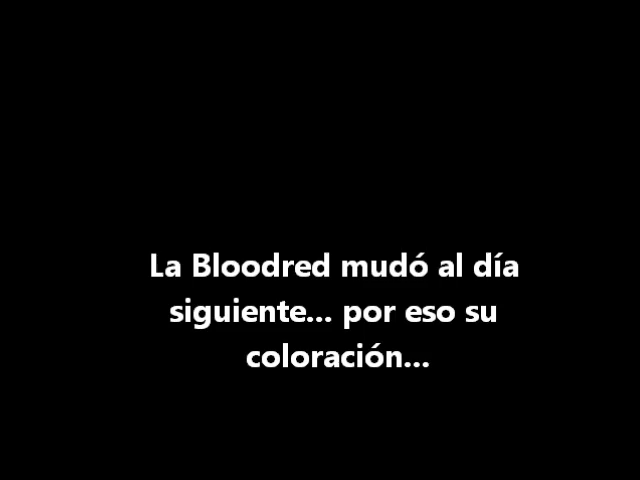 La Bloodred mudó al día
siguiente... por eso su
coloración...